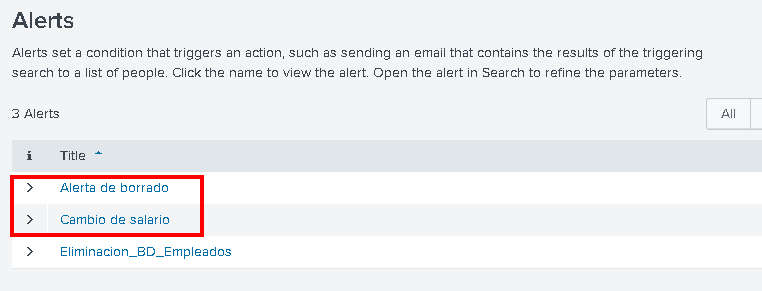 Alerts
Alerts set a condition that triggers an action, such as sending an email that contains the results of the triggering
search to a list of people. Click the name to view the alert. Open the alert in Search to refine the parameters.
3 Alerts
All
i Title
Alerta de borrado
Cambio de salario
Eliminacion_BD_Empleados